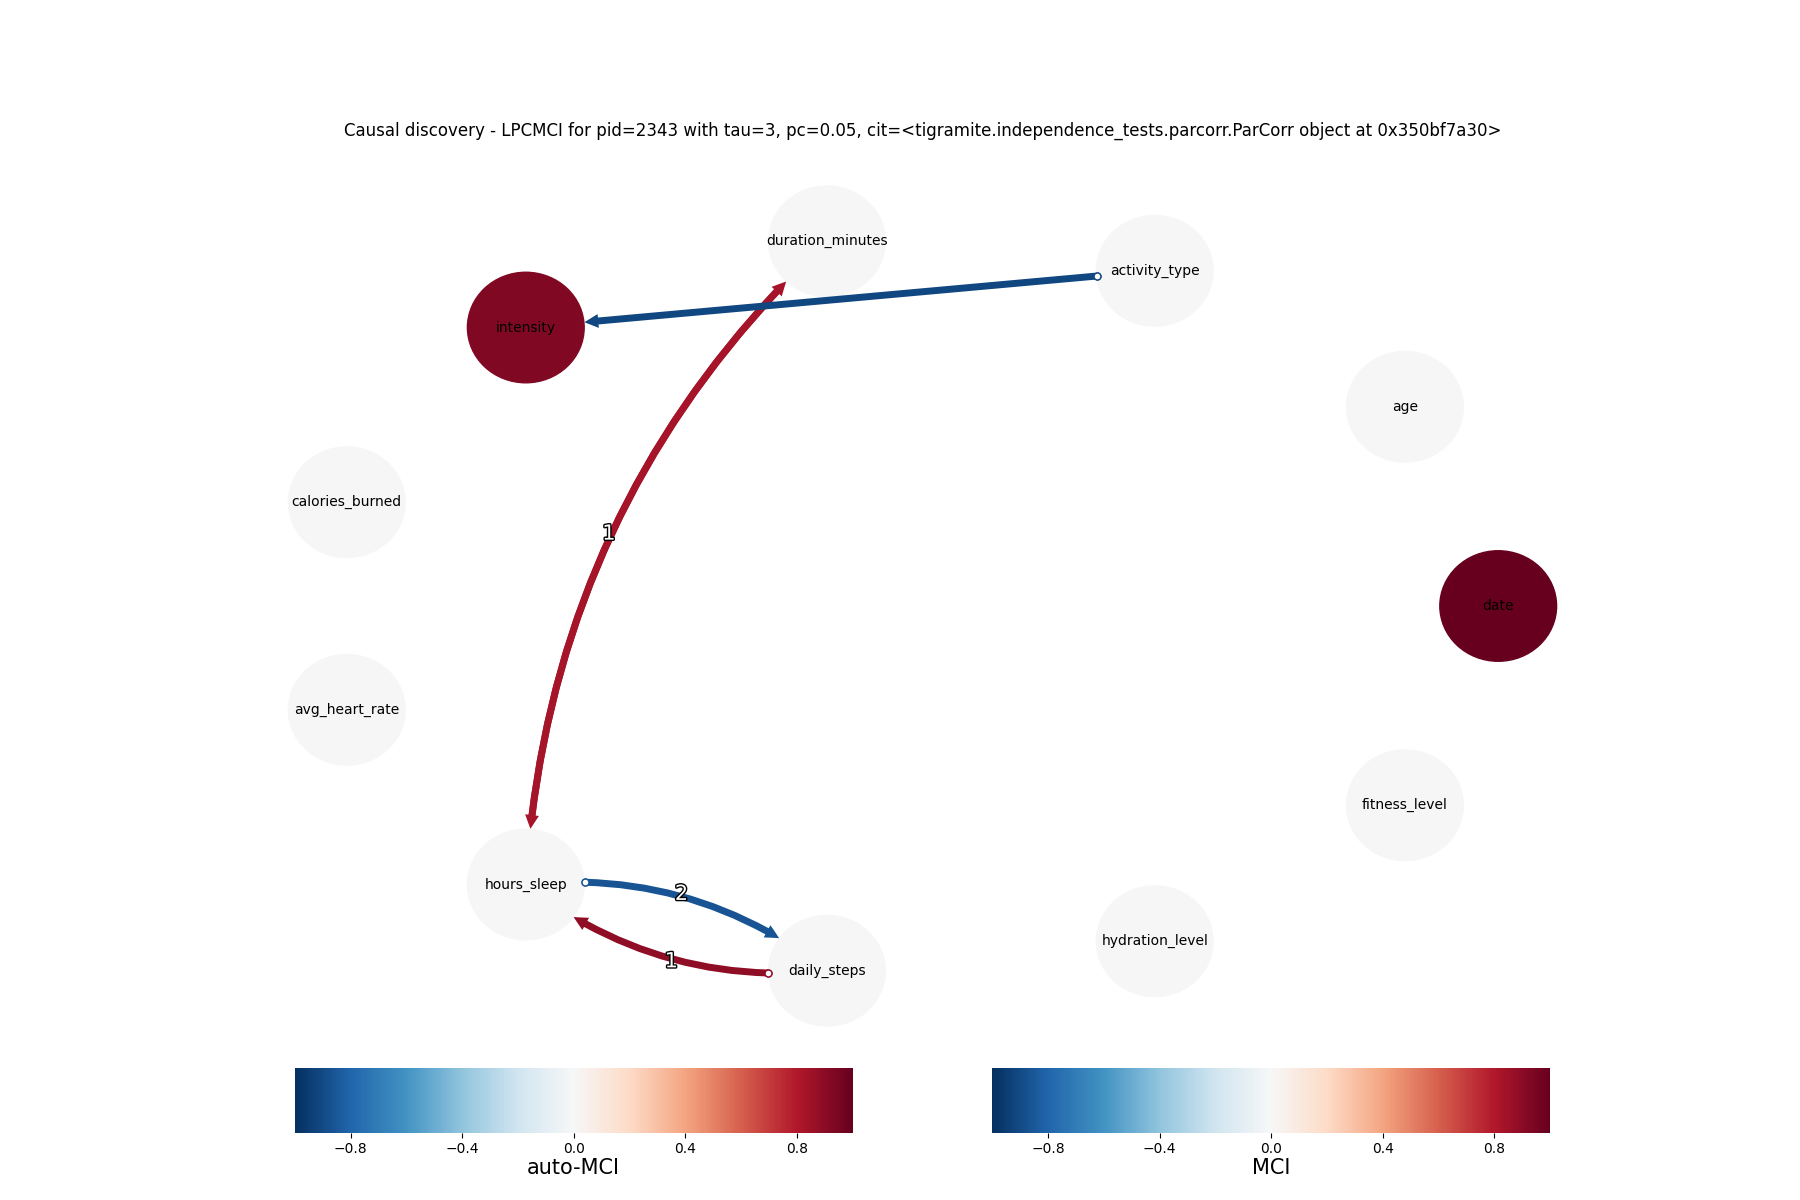 Causal discovery - LPCMCI for pid=2343 with tau=3, pc=0.05, cit=<tigramite.independence_tests.parcorr.ParCorr object at 0x350bf7a30>
duration_minutes
activity_type
intensity
age
calories_burned
1
date
avg_heart_rate
fitness_level
hours_sleep
2
hydration_level
1
daily_steps
−0.8 −0.4 0.0 0.4 0.8
auto-MCI
−0.8 −0.4 0.0 0.4 0.8
MCI